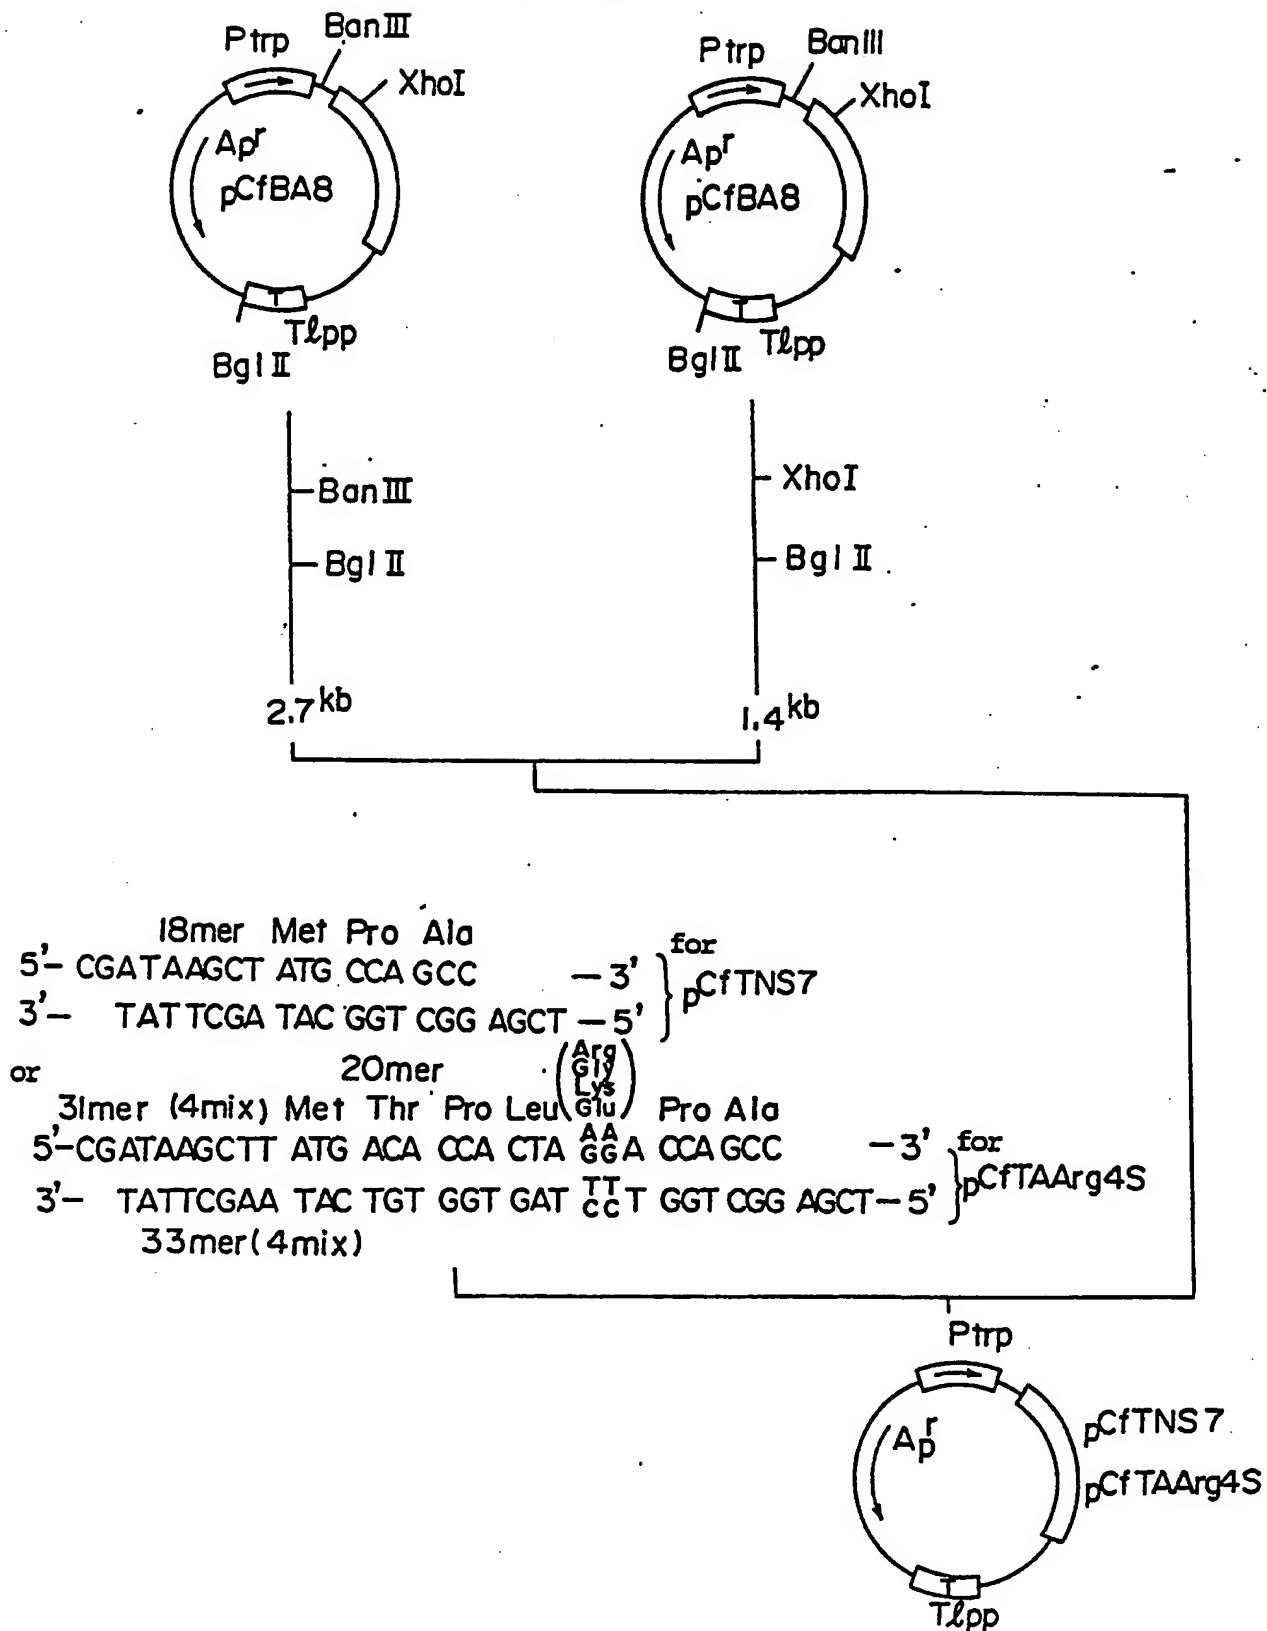 Ptrp BanIII
XhoI
Apr
pCfBA8
Tlpp
BglII
Ptrp BanIII
XhoI
Apr
pCfBA8
Tlpp
BglII
BanIII
BglII
2.7kb
XhoI
BglII
1.4kb
18mer Met Pro Ala
5'- CGATAAGCT ATG CCA GCC -3'
3'- TATTCGA TAC GGT CGG AGCT -5'
for
pCfTNS7
or
20mer
Arg
Gly
Lys
Glu
31mer (4mix) Met Thr Pro Leu Pro Ala
5'-CGATAAGCTT ATG ACA CCA CTA AA
GGA CCA GCC -3'
3'- TATTCGAA TAC TGT GGT GAT TT
CCT GGT CGG AGCT-5'
for
pCfTAArg4S
33mer(4mix)
Ptrp
Apr
pCfTNS7
pCfTAArg4S
Tlpp